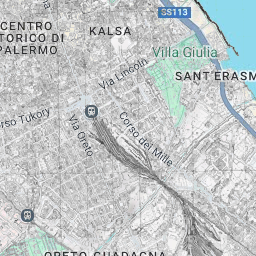 SS113
KALSA
CENTRO
STORICO DI
PALERMO
Villa Giulia
Via Lincoln
SANT'ERASM
Corso Tukory
Via Oreto
Corso dei Mille
ORETO-GUADAGNA